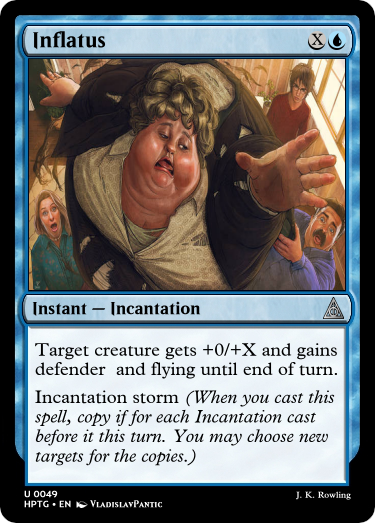 Inflatus X
Instant — Incantation
Target creature gets +0/+X and gains
defender and flying until end of turn.
Incantation storm (When you cast this
spell, copy if for each Incantation cast
before it this turn. You may choose new
targets for the copies.)
U 0049
HPTG • EN VladislavPantic
J. K. Rowling